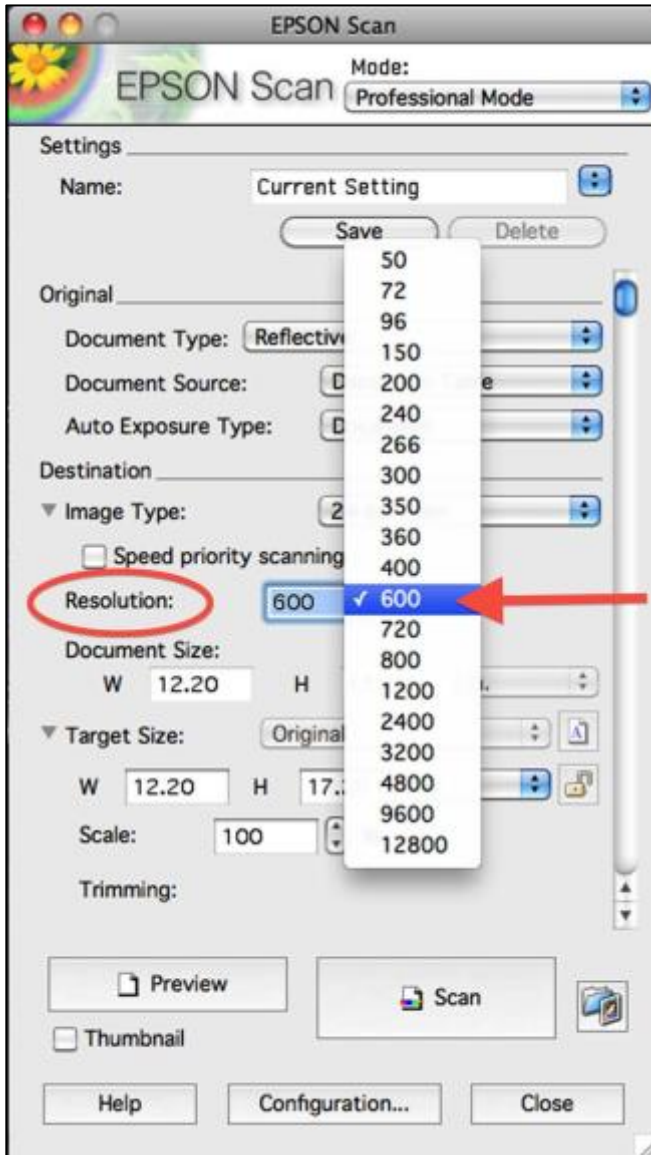 EPSON Scan
EPSON Scan
Mode:
Professional Mode
Settings
Name: Current Setting
Save Delete
Original
Document Type: Reflective
Document Source:
Auto Exposure Type:
Destination
Image Type:
Speed priority scanning
Resolution: 600
50
72
96
150
200
240
266
300
350
360
400
✓ 600
720
800
1200
2400
3200
4800
9600
12800
Document Size:
W 12.20 H
Target Size: Original
W 12.20 H 17.
Scale: 100
Trimming:
Preview
Scan
Thumbnail
Help Configuration... Close